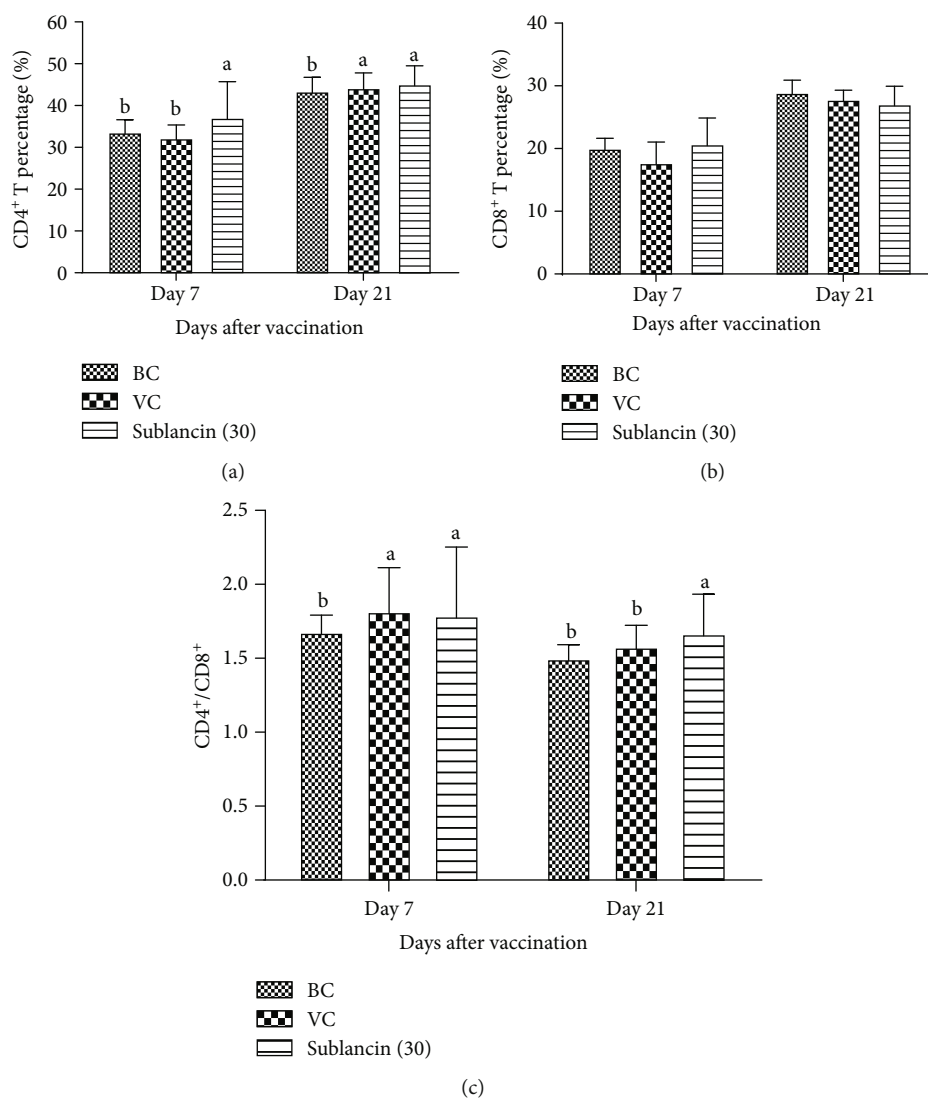 60
50
40
30
20
10
0
CD4+ T percentage (%)
b
b
a
b
a
a
Day 7
Day 21
Days after vaccination
BC
VC
Sublancin (30)
(a)
40
30
20
10
0
CD8+ T percentage (%)
Day 7
Day 21
Days after vaccination
BC
VC
Sublancin (30)
(b)
2.5
2.0
1.5
1.0
0.5
0.0
CD4+/CD8+
b
a
a
b
b
a
Day 7
Day 21
Days after vaccination
BC
VC
Sublancin (30)
(c)